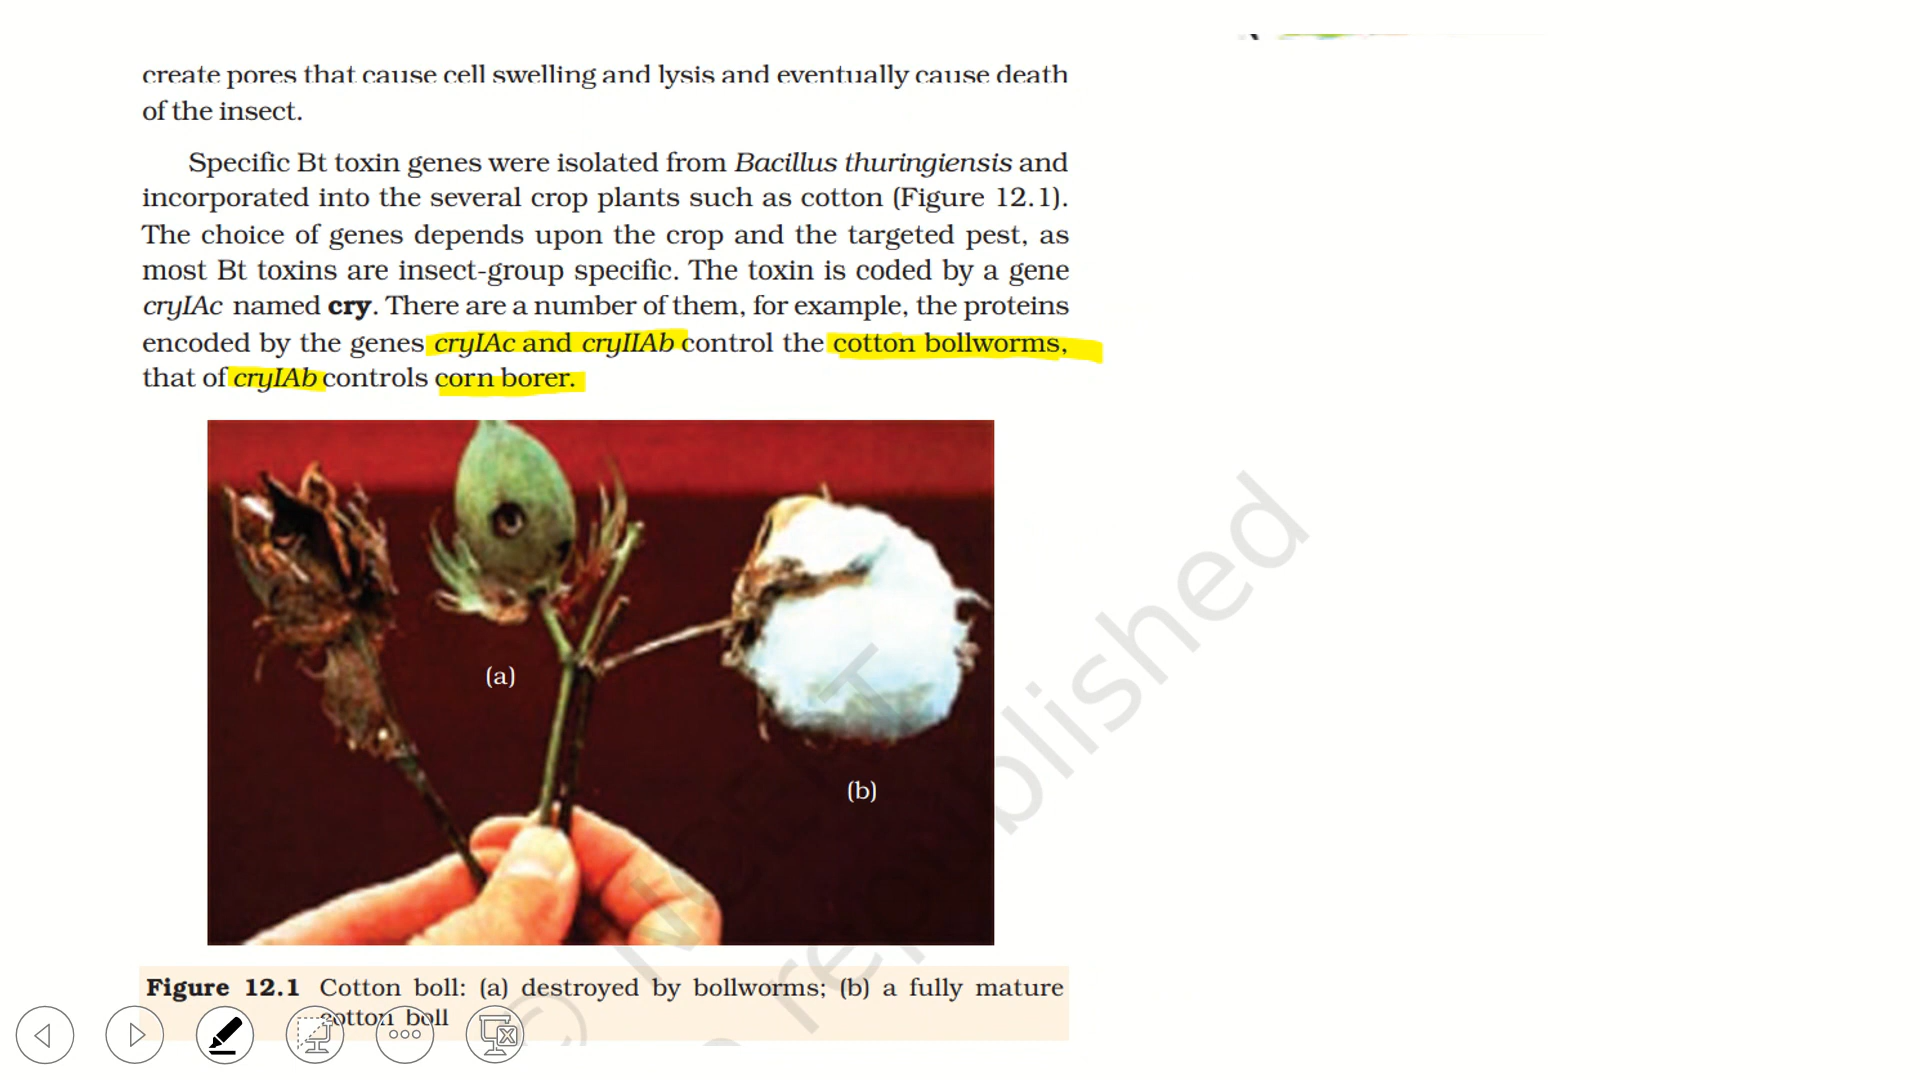 create pores that cause cell swelling and lysis and eventually cause death
of the insect.
Specific Bt toxin genes were isolated from Bacillus thuringiensis and
incorporated into the several crop plants such as cotton (Figure 12.1).
The choice of genes depends upon the crop and the targeted pest, as
most Bt toxins are insect-group specific. The toxin is coded by a gene
cryIAc named cry. There are a number of them, for example, the proteins
encoded by the genes cryIAc and cryIIAb control the cotton bollworms,
that of cryIAb controls corn borer.
(a)
(b)
Figure 12.1 Cotton boll: (a) destroyed by bollworms; (b) a fully mature
cotton boll
© NCERT
republished